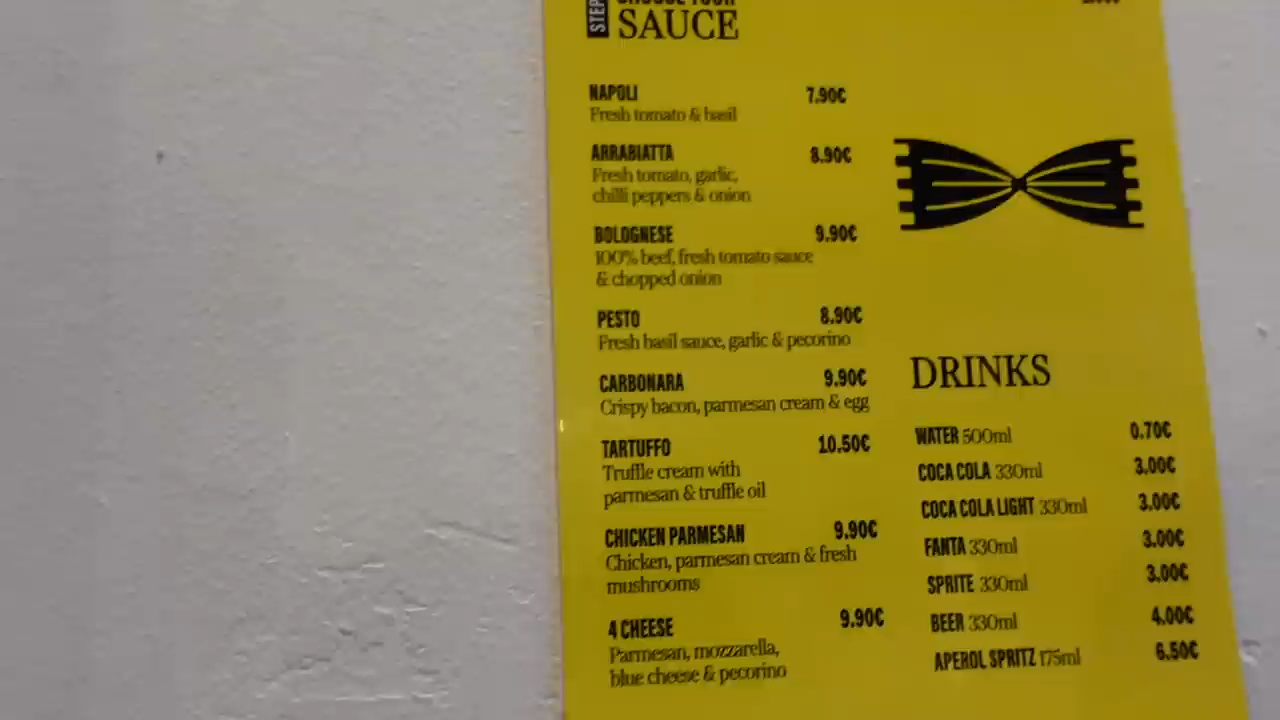 STEP
SAUCE
NAPOLI 7.90€
Fresh tomato & basil
ARRABIATTA 8.90€
Fresh tomato, garlic,
chilli peppers & onion
BOLOGNESE 9.90€
100% beef, fresh tomato sauce
& chopped onion
PESTO 8.90€
Fresh basil sauce, garlic & pecorino
CARBONARA 9.90€
Crispy bacon, parmesan cream & egg
TARTUFFO 10.50€
Truffle cream with
parmesan & truffle oil
CHICKEN PARMESAN 9.90€
Chicken, parmesan cream & fresh
mushrooms
4 CHEESE 9.90€
Parmesan, mozzarella,
blue cheese & pecorino
DRINKS
WATER 500ml 0.70€
COCA COLA 330ml 3.00€
COCA COLA LIGHT 330ml 3.00€
FANTA 330ml 3.00€
SPRITE 330ml 3.00€
BEER 330ml 4.00€
APEROL SPRITZ 175ml 6.50€